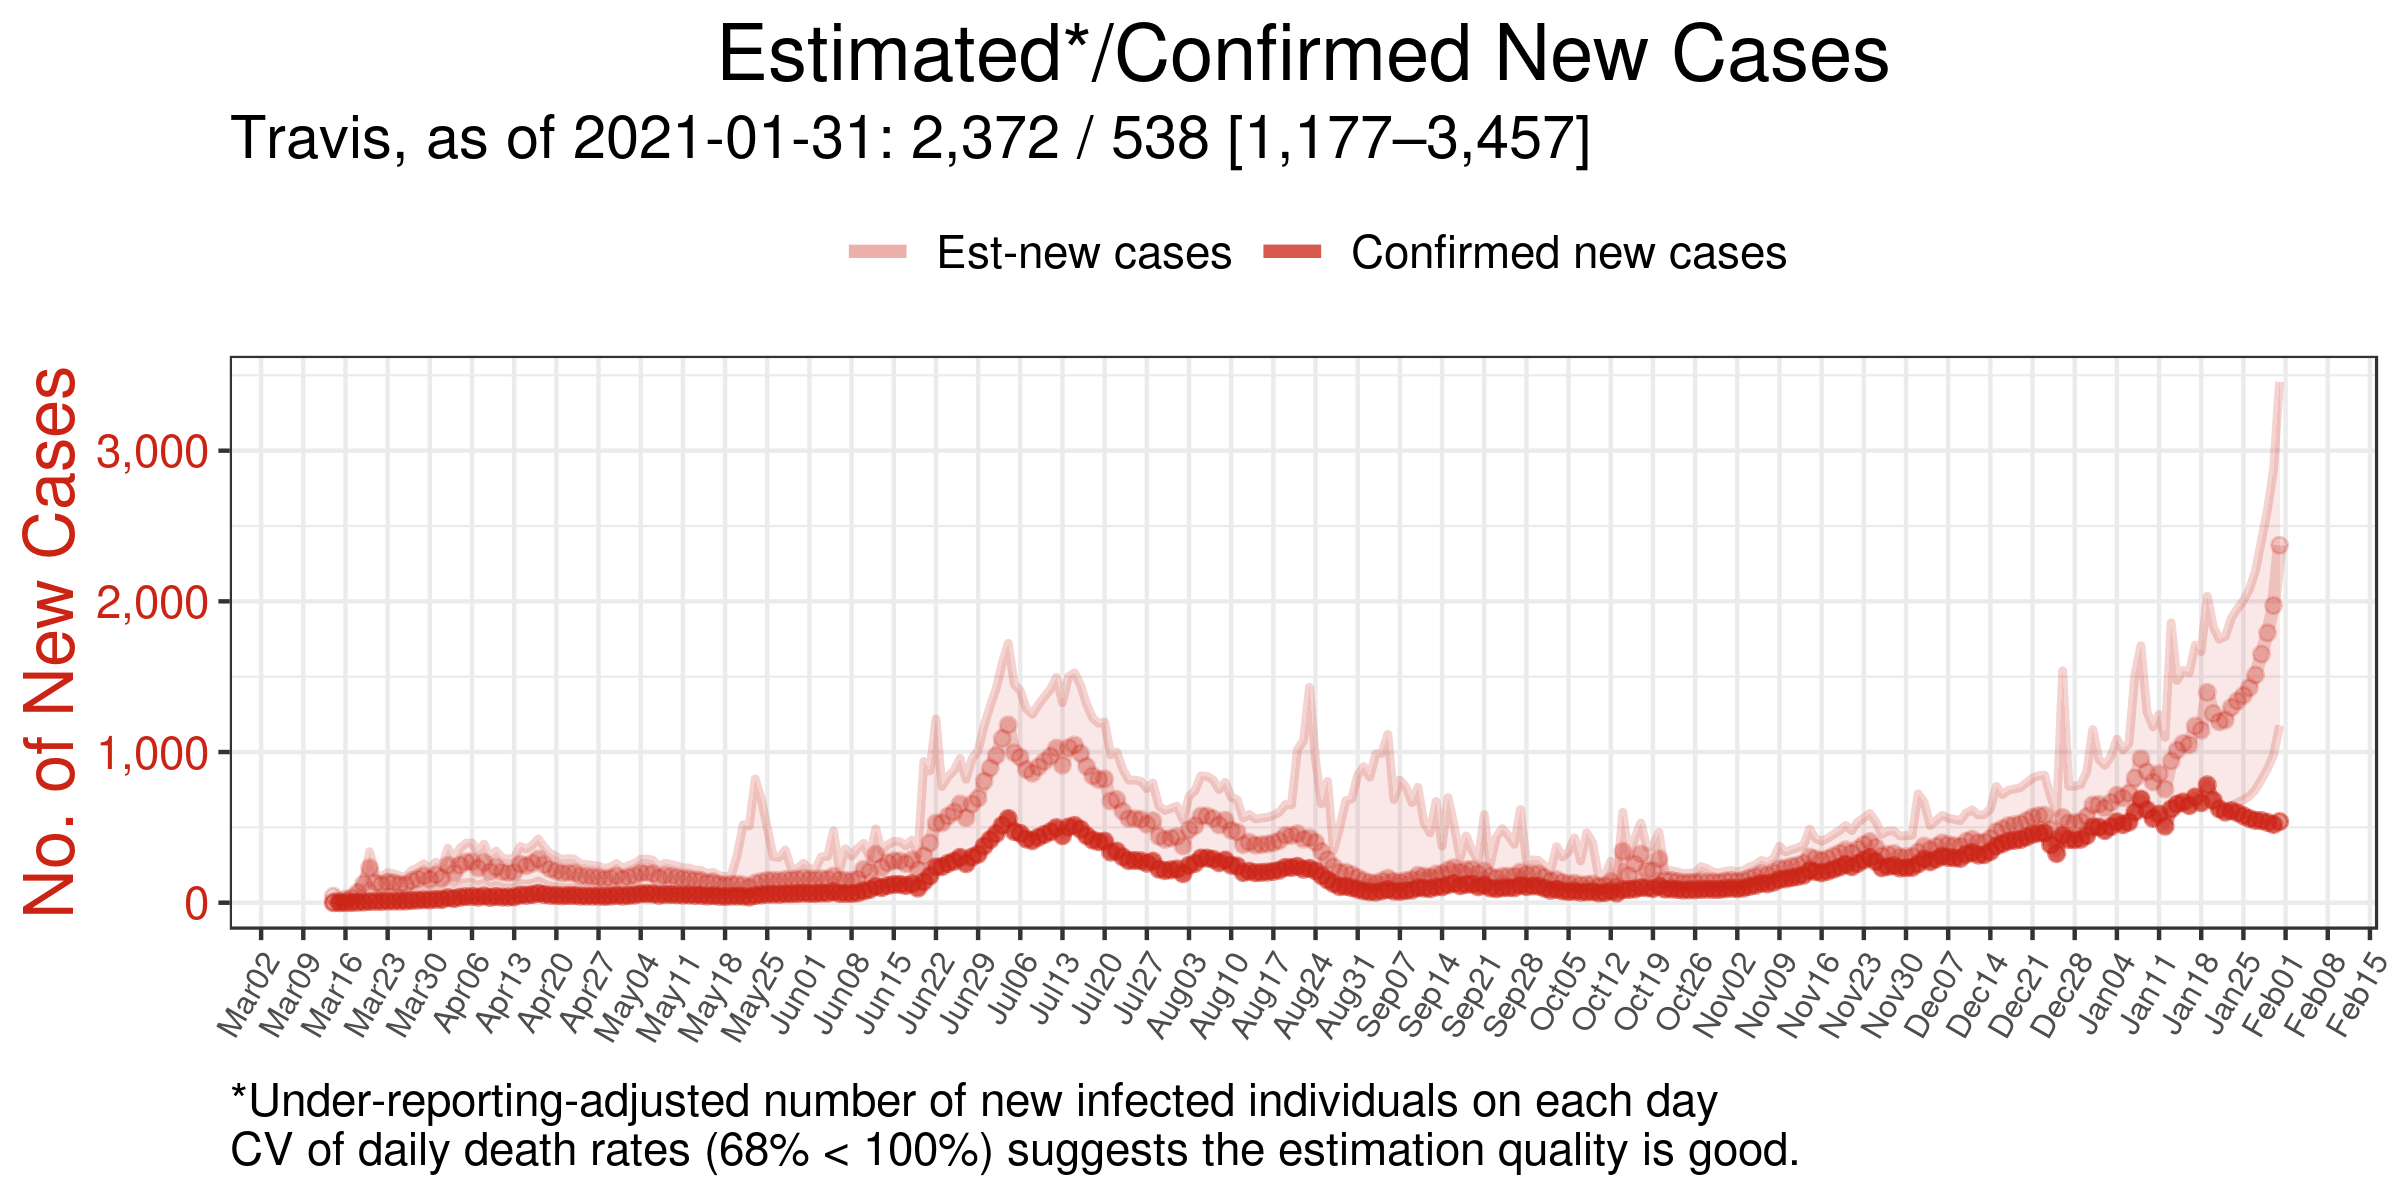 Estimated*/Confirmed New Cases
Travis, as of 2021-01-31: 2,372 / 538 [1,177–3,457]
Est-new cases Confirmed new cases
No. of New Cases
3,000
2,000
1,000
0
Mar02 Mar09 Mar16 Mar23 Mar30 Apr06 Apr13 Apr20 Apr27 May04 May11 May18 May25 Jun01 Jun08 Jun15 Jun22 Jun29 Jul06 Jul13 Jul20 Jul27 Aug03 Aug10 Aug17 Aug24 Aug31 Sep07 Sep14 Sep21 Sep28 Oct05 Oct12 Oct19 Oct26 Nov02 Nov09 Nov16 Nov23 Nov30 Dec07 Dec14 Dec21 Dec28 Jan04 Jan11 Jan18 Jan25 Feb01 Feb08 Feb15
*Under-reporting-adjusted number of new infected individuals on each day
CV of daily death rates (68% < 100%) suggests the estimation quality is good.